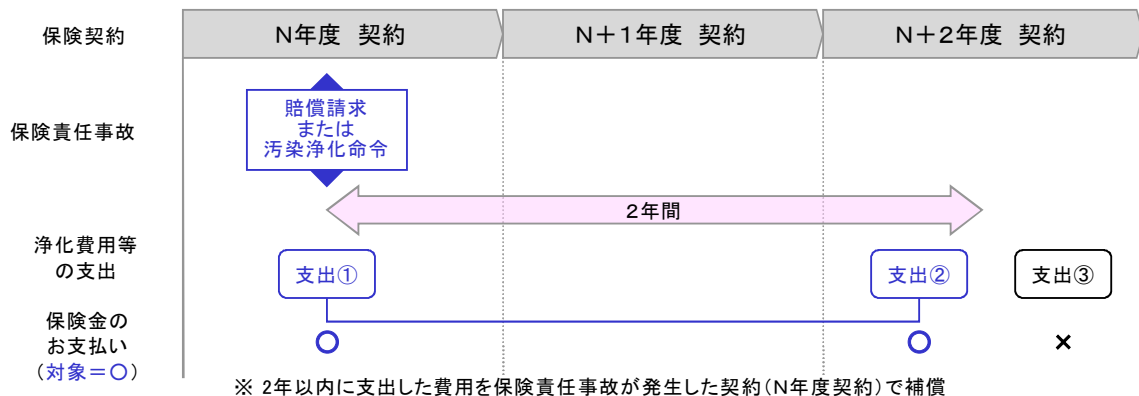 保険契約
N年度 契約
N+1年度 契約
N+2年度 契約
保険責任事故
賠償請求
または
汚染浄化命令
2年間
浄化費用等
の支出
支出①
支出②
支出③
保険金の
お支払い
(対象=〇)
○
○
×
※ 2年以内に支出した費用を保険責任事故が発生した契約(N年度契約)で補償